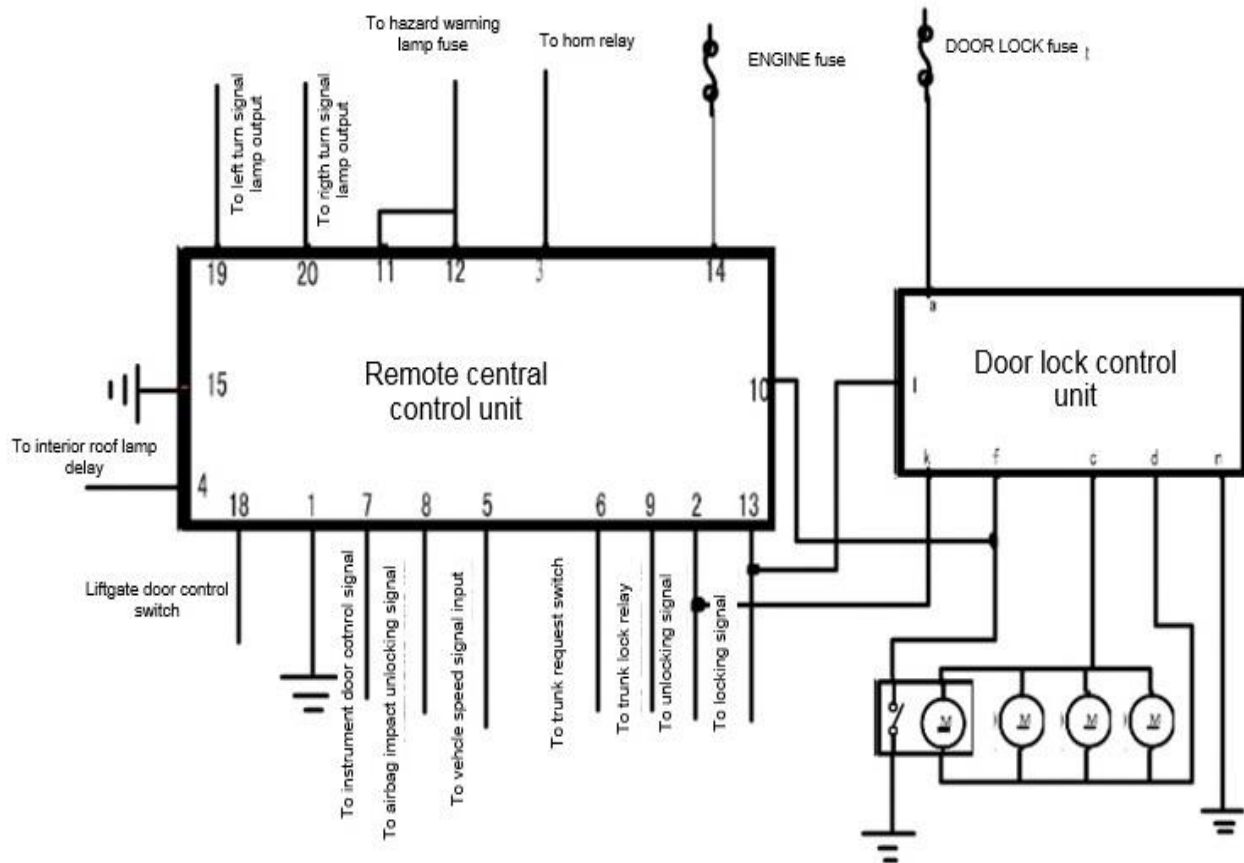 To hazard warning
lamp fuse
To horn relay
ENGINE fuse
DOOR LOCK fuse
To left turn signal
lamp output
To rigth turn signal
lamp output
19
20
11
12
3
14
a
Remote central
control unit
15
10
Door lock control
unit
l
k
f
c
d
n
To interior roof lamp
delay
4
18
1
7
8
5
6
9
2
13
Liftgate door control
switch
To instrument door cotnrol signal
To airbag impact unlocking signal
To vehcle speed signal input
To trunk request switch
To trunk lock relay
To unlocking signal
To locking signal
M
M
M
M